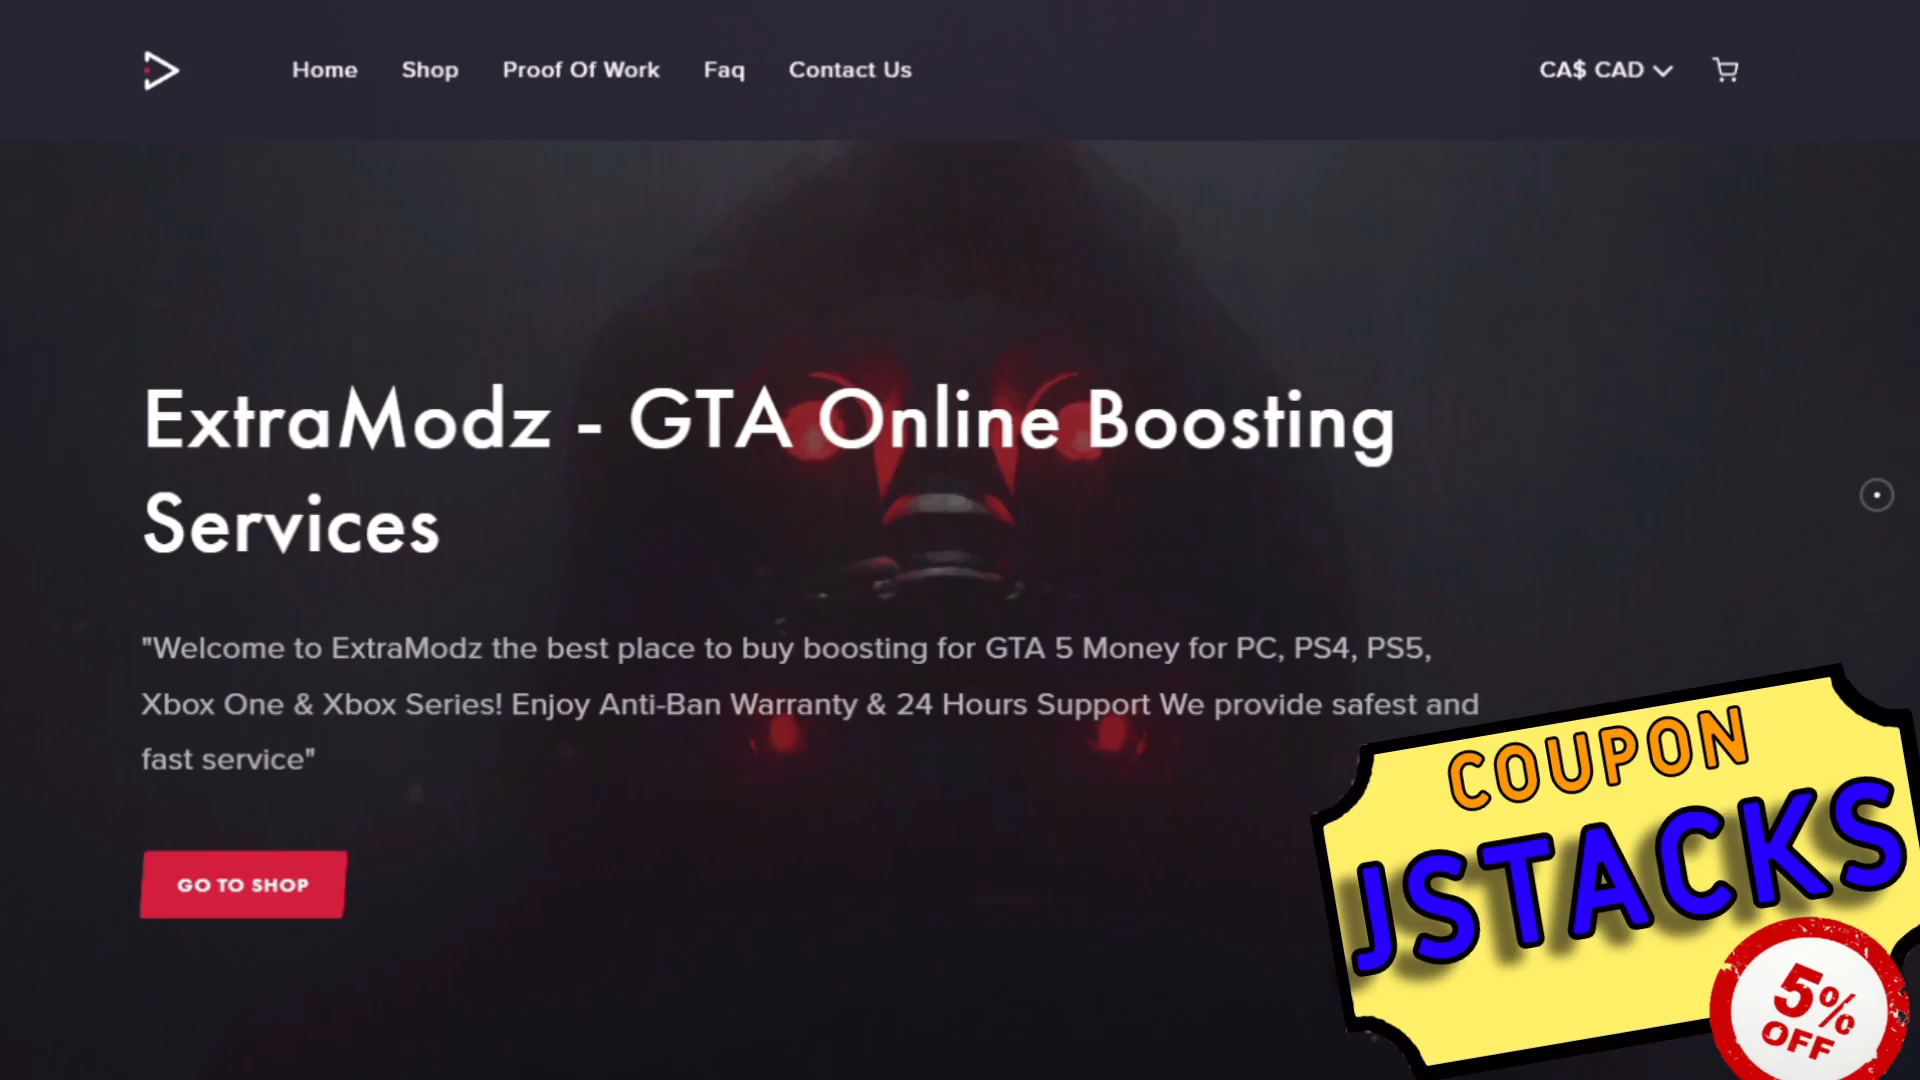 Home Shop Proof Of Work Faq Contact Us CA$ CAD
ExtraModz - GTA Online Boosting
Services
"Welcome to ExtraModz the best place to buy boosting for GTA 5 Money for PC, PS4, PS5,
Xbox One & Xbox Series! Enjoy Anti-Ban Warranty & 24 Hours Support We provide safest and
fast service"
GO TO SHOP
COUPON
JSTACKS
5%
OFF